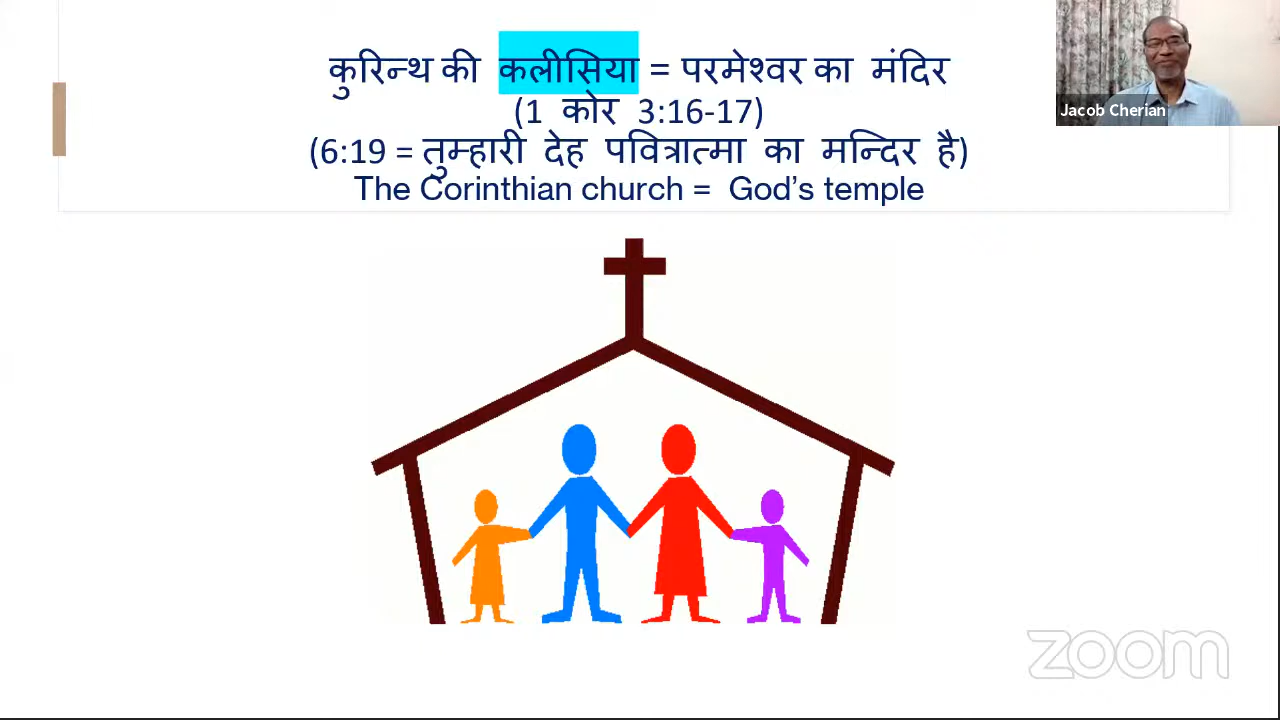 कुरिन्थ की कलीसिया = परमेश्वर का मंदिर
(1 कोर 3:16-17)
(6:19 = तुम्हारी देह पवित्रात्मा का मन्दिर है)
The Corinthian church = God's temple
Jacob Cherian
zoom